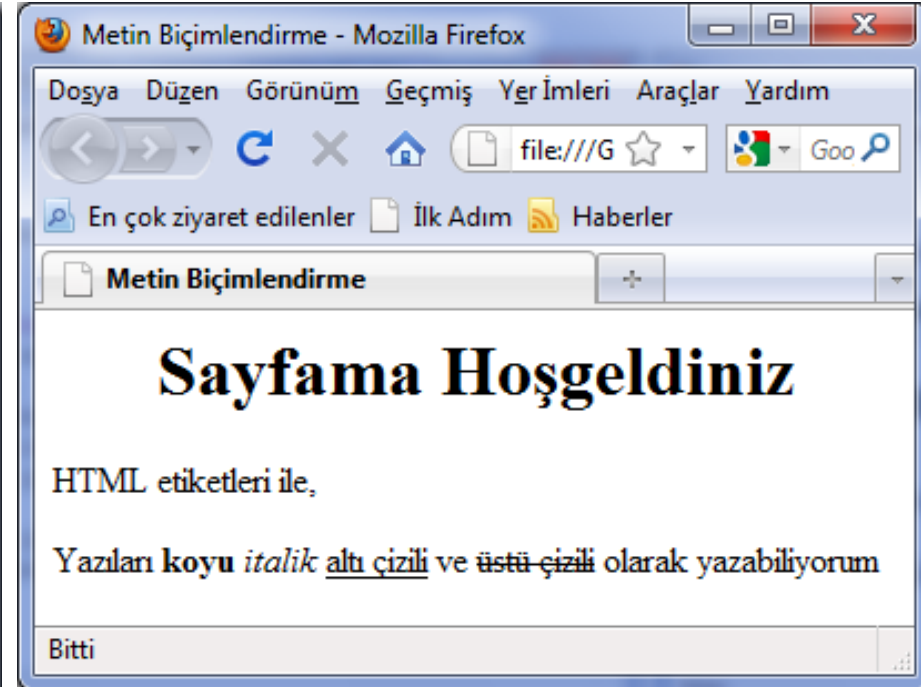 Metin Biçimlendirme - Mozilla Firefox
Dosya Düzen Görünüm Geçmiş Yer İmleri Araçlar Yardım
file:///G Goo
En çok ziyaret edilenler İlk Adım Haberler
Metin Biçimlendirme
Sayfama Hoşgeldiniz
HTML etiketleri ile,
Yazıları koyu italik altı çizili ve üstü çizili olarak yazabiliyorum
Bitti